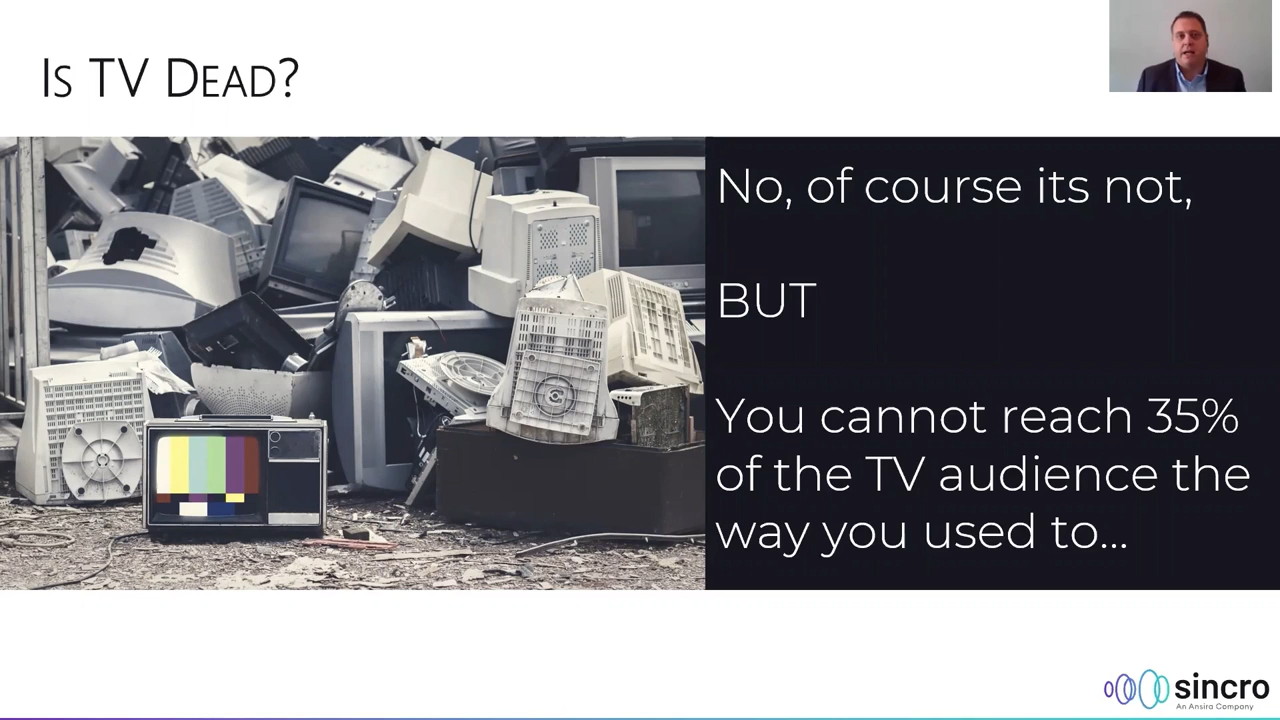 IS TV DEAD?
No, of course its not,
BUT
You cannot reach 35%
of the TV audience the
way you used to...
sincro
An Ansira Company